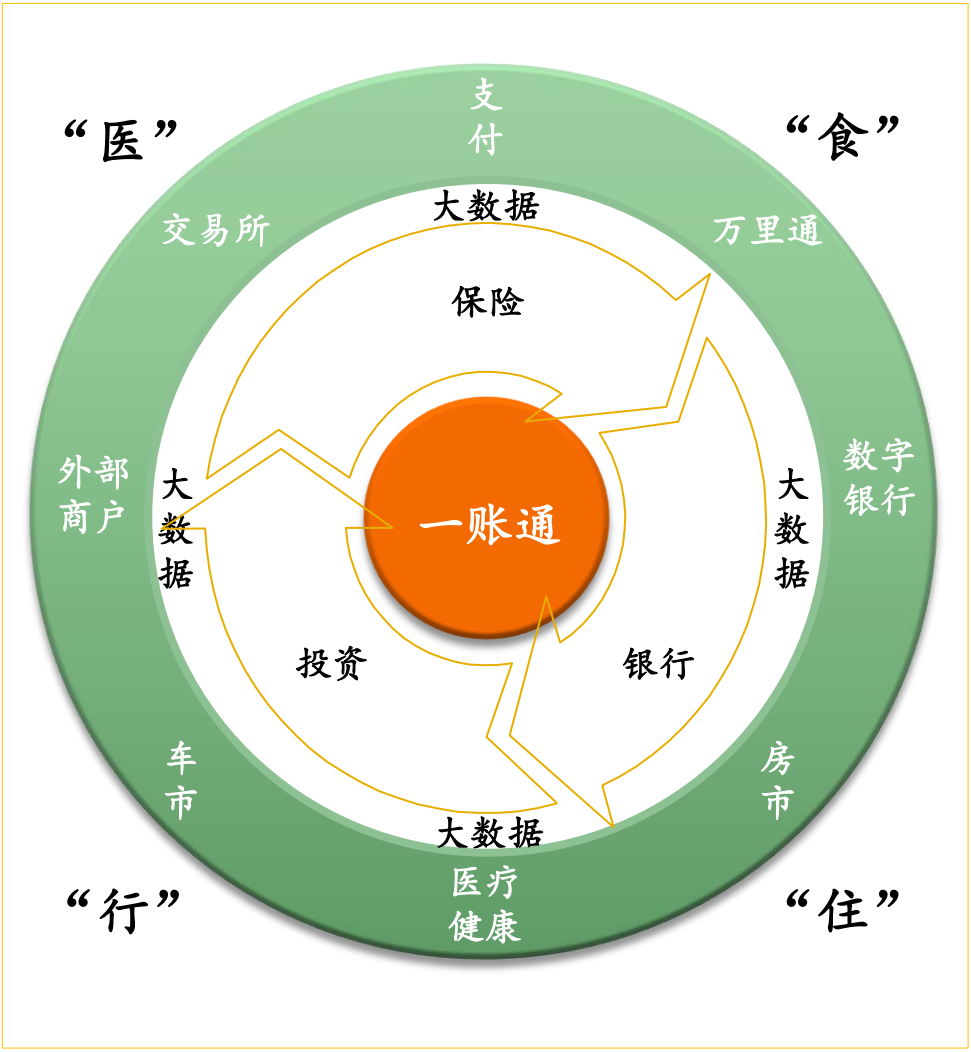 支
付
“医”
“食”
大数据
交易所
万里通
保险
外部
商户
数字
银行
大
数
据
大
数
据
一账通
投资
银行
车
市
房
市
大数据
医疗
健康
“行”
“住”